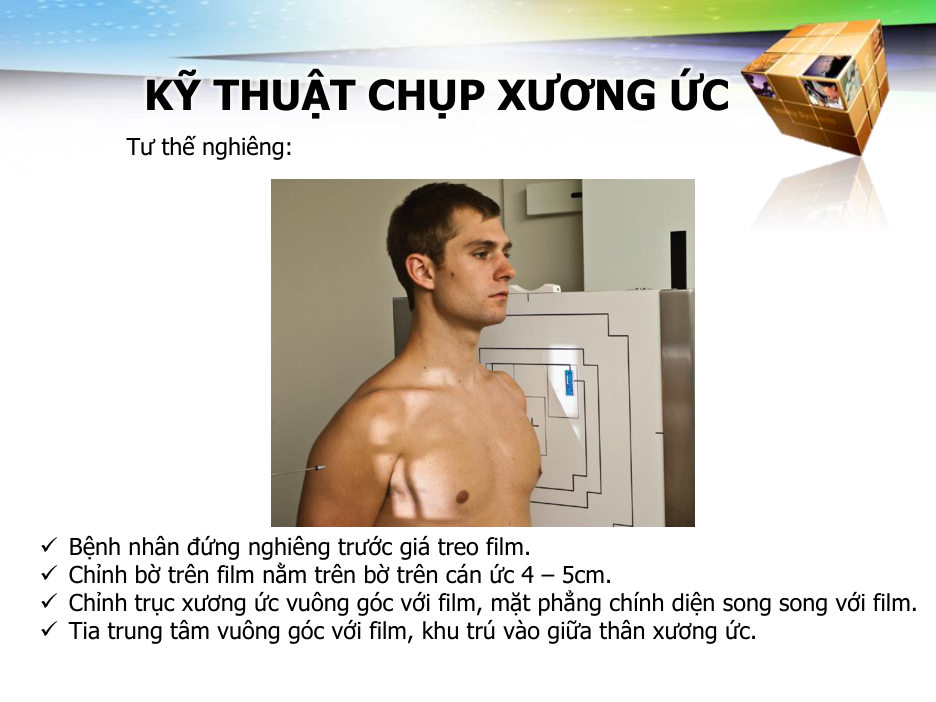 KỸ THUẬT CHỤP XƯƠNG ỨC
Tư thế nghiêng:
✓ Bệnh nhân đứng nghiêng trước giá treo film.
✓ Chỉnh bờ trên film nằm trên bờ trên cán ức 4 – 5cm.
✓ Chỉnh trục xương ức vuông góc với film, mặt phẳng chính diện song song với film.
✓ Tia trung tâm vuông góc với film, khu trú vào giữa thân xương ức.